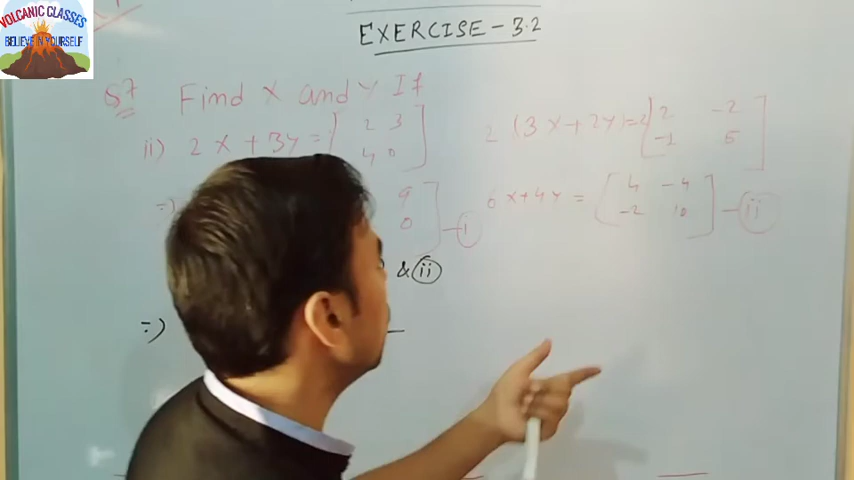 VOLCANIC CLASSES
BELIEVE IN YOURSELF
EXERCISE - 3.2
Q7 Find X and Y If
ii) 2X + 3Y = [ 2 3
4 0 ]
2 (3X + 2Y) = 2 [ 2 -2
-1 5 ]
÷)
9
0 ] - i
6X + 4Y = [ 4 -4
-2 10 ] - ii
& ii
÷)